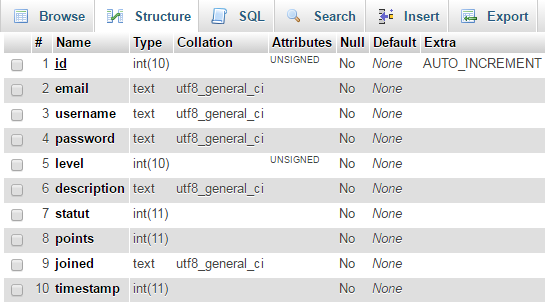 Browse Structure SQL Search Insert Export
# Name Type Collation Attributes Null Default Extra
1 id int(10) UNSIGNED No None AUTO_INCREMENT
2 email text utf8_general_ci No None
3 username text utf8_general_ci No None
4 password text utf8_general_ci No None
5 level int(10) UNSIGNED No None
6 description text utf8_general_ci No None
7 statut int(11) No None
8 points int(11) No None
9 joined text utf8_general_ci No None
10 timestamp int(11) No None